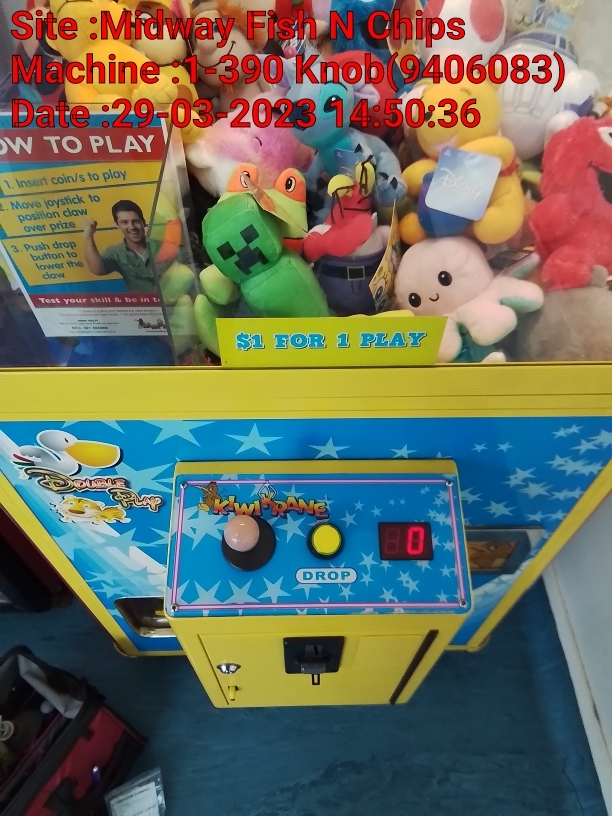 Site :Midway Fish N Chips
Machine :1-390 Knob(9406083)
Date :29-03-2023 14:50:36
OW TO PLAY
1. Insert coin/s to play
2. Move joystick to
position claw
over prize
3. Push drop
button to
lower the
claw
Test your skill & be in t
Disney
$1 FOR 1 PLAY
DOUBLE
PLAY
KIWI KRANE
0
DROP